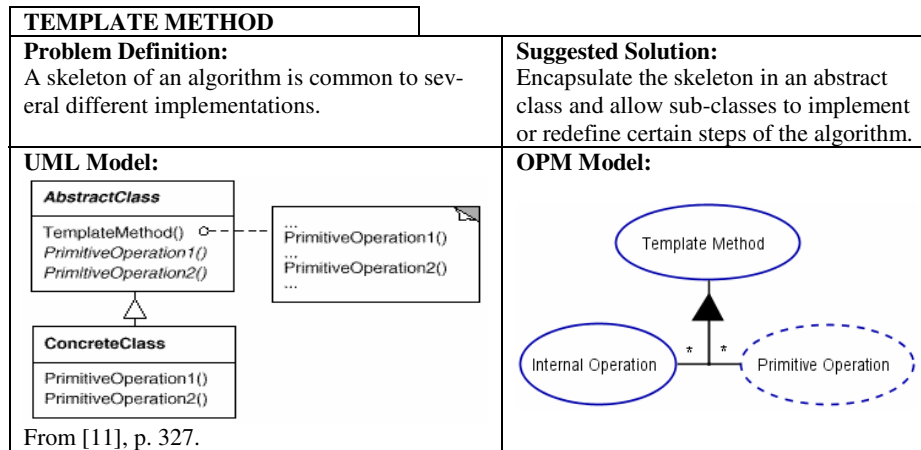 TEMPLATE METHOD
Problem Definition:
A skeleton of an algorithm is common to sev-
eral different implementations.
Suggested Solution:
Encapsulate the skeleton in an abstract
class and allow sub-classes to implement
or redefine certain steps of the algorithm.
UML Model:
AbstractClass
TemplateMethod()
PrimitiveOperation1()
PrimitiveOperation2()
...
PrimitiveOperation1()
...
PrimitiveOperation2()
...
ConcreteClass
PrimitiveOperation1()
PrimitiveOperation2()
From [11], p. 327.
OPM Model:
Template Method
* *
Internal Operation
Primitive Operation